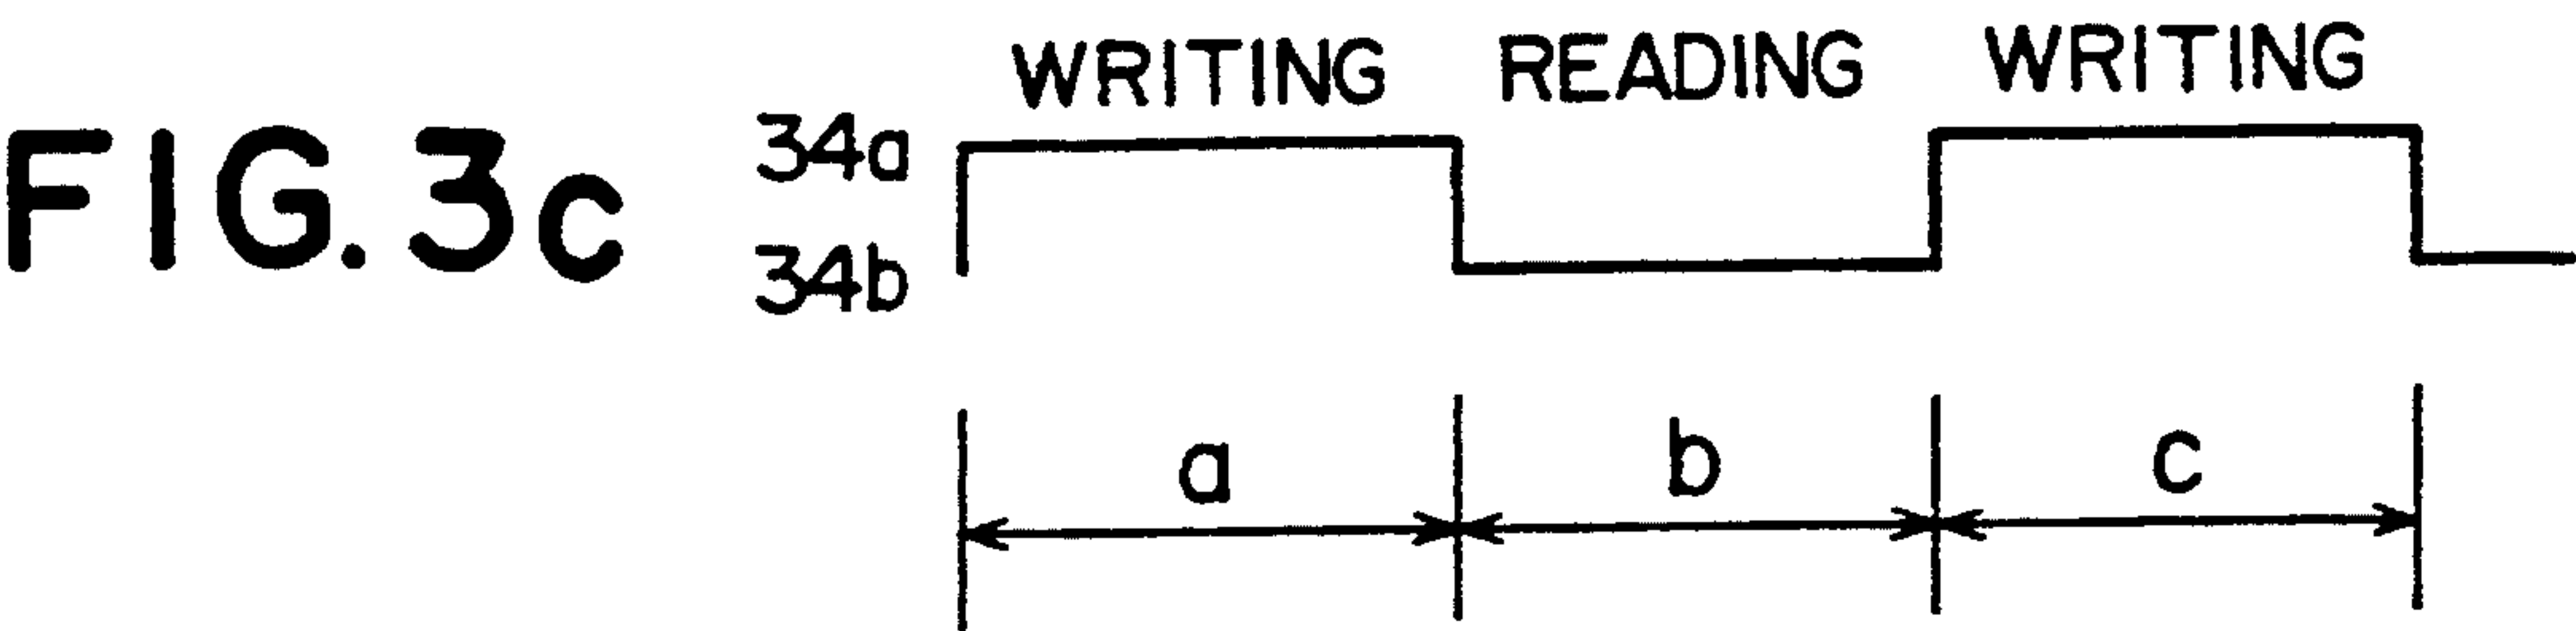 FIG. 3c
WRITING READING WRITING
34a
34b
a b c